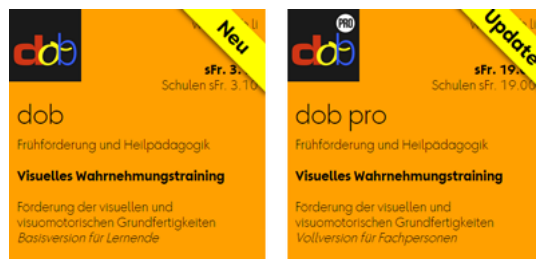 dob
Neu
li
sFr. 3.
Schulen sFr. 3.10
dob
Frühförderung und Heilpädagogik
Visuelles Wahrnehmungstraining
Förderung der visuellen und
visuomotorischen Grundfertigkeiten
Basisversion für Lernende
PRO
dob
Update
li
sFr. 19.
Schulen sFr. 19.00
dob pro
Frühförderung und Heilpädagogik
Visuelles Wahrnehmungstraining
Förderung der visuellen und
visuomotorischen Grundfertigkeiten
Vollversion für Fachpersonen